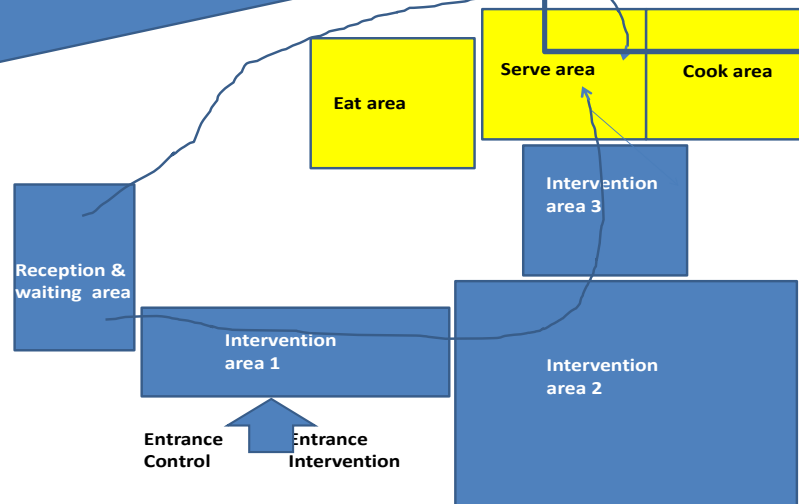 Serve area
Cook area
Eat area
Intervention
area 3
Reception &
waiting area
Intervention
area 1
Intervention
area 2
Entrance
Control
Entrance
Intervention